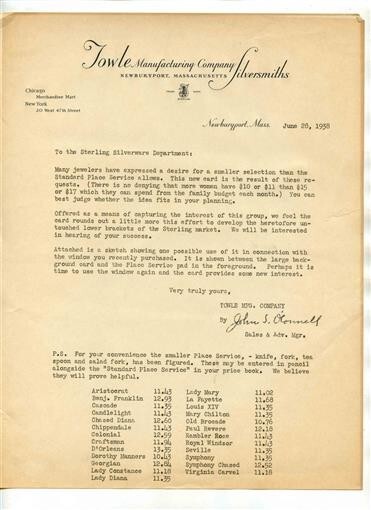 Towle Manufacturing Company Silversmiths
NEWBURYPORT, MASSACHUSETTS
Chicago
Merchandise Mart
New York
20 West 47th Street
TRADE MARK
STERLING
Newburyport, Mass. June 28, 1938
To the Sterling Silverware Department:
Many jewelers have expressed a desire for a smaller selection than the
Standard Place Service allows. This new card is the result of these re-
quests. (There is no denying that more women have $10 or $11 than $15
or $17 which they can spend from the family budget each month.) You can
best judge whether the idea fits in your planning.
Offered as a means of capturing the interest of this group, we feel the
card rounds out a little more this effort to develop the heretofore un-
touched lower brackets of the Sterling market. We will be interested
in hearing of your success.
Attached is a sketch showing one possible use of it in connection with
the window you recently purchased. It is shown between the large back-
ground card and the Place Service pad in the foreground. Perhaps it is
time to use the window again and the card provides some new interest.
Very truly yours,
TOWLE MFG. COMPANY
By John S. O'Connell
Sales & Adv. Mgr.
P.S. For your convenience the smaller Place Service, - knife, fork, tea
spoon and salad fork, has been figured. These may be entered in pencil
alongside the "Standard Place Service" in your price book. We believe
they will prove helpful.
Aristocrat 11.43 Lady Mary 11.02
Benj. Franklin 12.93 La Fayette 11.68
Cascade 11.35 Louis XIV 11.35
Candlelight 11.43 Mary Chilton 11.35
Chased Diana 12.60 Old Brocade 10.76
Chippendale 11.43 Paul Revere 12.18
Colonial 12.59 Rambler Rose 11.43
Craftsman 11.94 Royal Windsor 11.43
D'Orleans 13.35 Seville 11.35
Dorothy Manners 10.43 Symphony 11.35
Georgian 12.84 Symphony Chased 12.52
Lady Constance 11.18 Virginia Carvel 11.18
Lady Diana 11.35